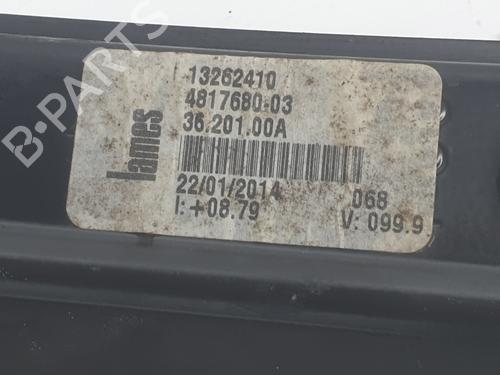 B-PARTS
13262410
4817680.03
36.201.00A
lames
22/01/2014 068
I:+08.79 V: 099.9